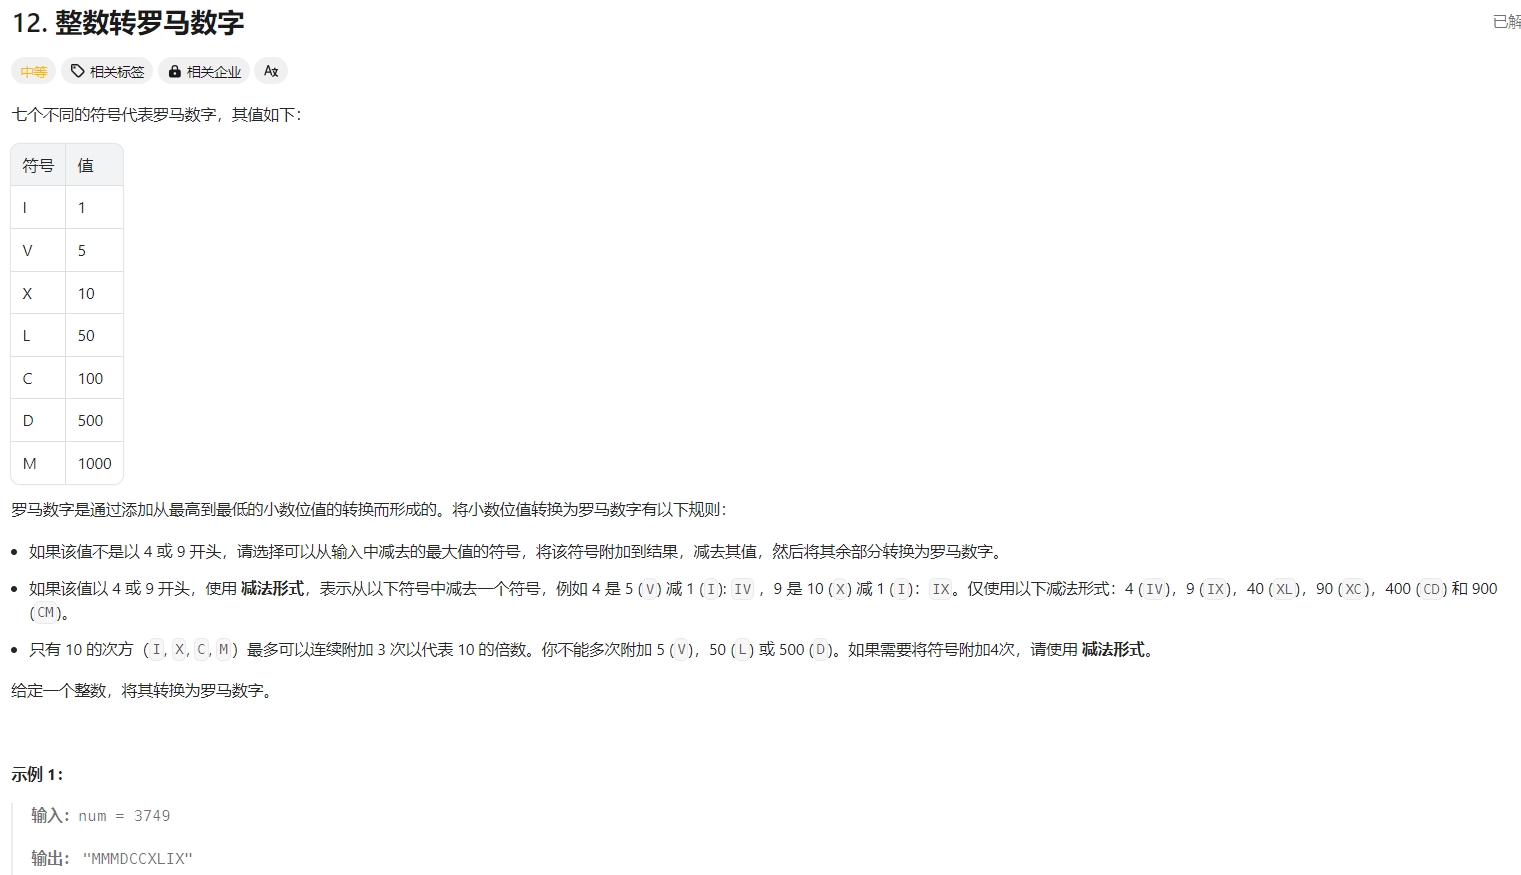 12. 整数转罗马数字
已解
中等 相关标签 相关企业
七个不同的符号代表罗马数字，其值如下：
符号 值
I 1
V 5
X 10
L 50
C 100
D 500
M 1000
罗马数字是通过添加从最高到最低的小数位值的转换而形成的。将小数位值转换为罗马数字有以下规则：
如果该值不是以 4 或 9 开头，请选择可以从输入中减去的最大值的符号，将该符号附加到结果，减去其值，然后将其余部分转换为罗马数字。
如果该值以 4 或 9 开头，使用 减法形式，表示从以下符号中减去一个符号，例如 4 是 5 (V) 减 1 (I): IV ，9 是 10 (X) 减 1 (I)：IX。仅使用以下减法形式：4 (IV)，9 (IX)，40 (XL)，90 (XC)，400 (CD) 和 900
(CM)。
只有 10 的次方（I, X, C, M）最多可以连续附加 3 次以代表 10 的倍数。你不能多次附加 5 (V)，50 (L) 或 500 (D)。如果需要将符号附加4次，请使用 减法形式。
给定一个整数，将其转换为罗马数字。
示例 1：
输入：num = 3749
输出： "MMMDCCXLIX"